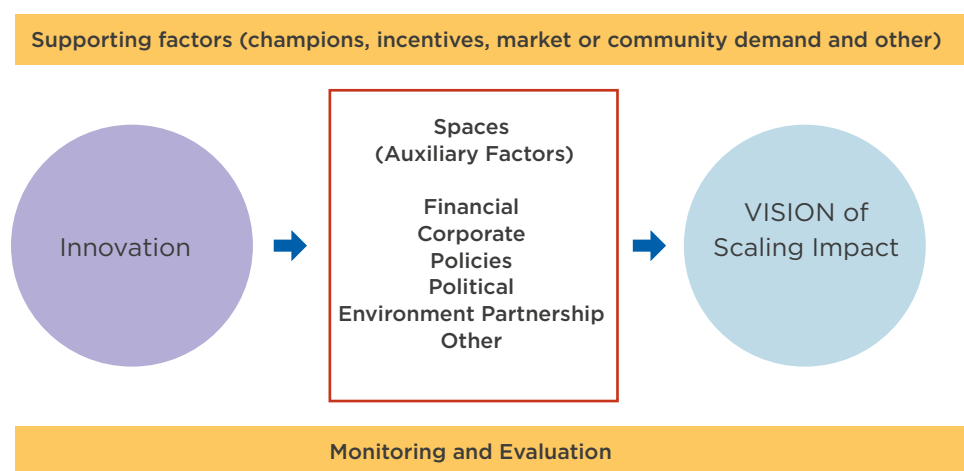 Supporting factors (champions, incentives, market or community demand and other)
Innovation
Spaces
(Auxiliary Factors)
Financial
Corporate
Policies
Political
Environment Partnership
Other
VISION of
Scaling Impact
Monitoring and Evaluation